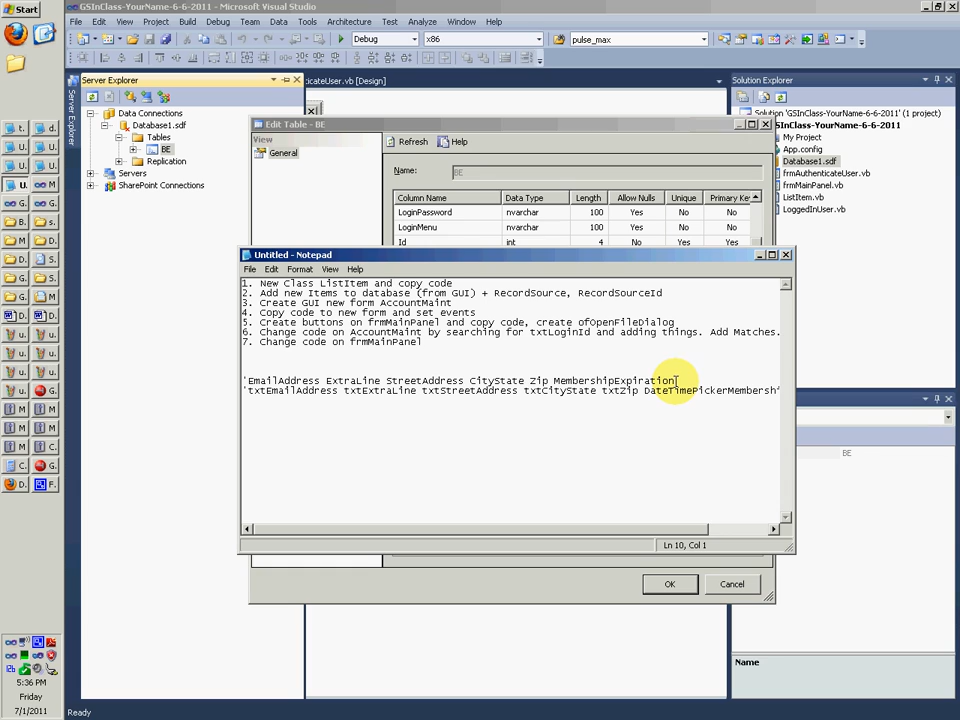 Start
GSInClass-YourName-6-6-2011 - Microsoft Visual Studio
File Edit View Project Build Debug Team Data Tools Architecture Test Analyze Window Help
Debug x86 pulse_max
Server Explorer
Server Explorer
Data Connections
Database1.sdf
Tables
BE
Replication
Servers
SharePoint Connections
icateUser.vb [Design]
Edit Table - BE
View
General
Refresh Help
Name: BE
Column Name Data Type Length Allow Nulls Unique Primary Key
LoginPassword nvarchar 100 Yes No No
LoginMenu nvarchar 100 Yes No No
Id int 4 No Yes Yes
Untitled - Notepad
File Edit Format View Help
1. New Class ListItem and copy code
2. Add new Items to database (from GUI) + RecordSource, RecordSourceId
3. Create GUI new form AccountMaint
4. Copy code to new form and set events
5. Create buttons on frmMainPanel and copy code, create ofOpenFileDialog
6. Change code on AccountMaint by searching for txtLoginId and adding things. Add Matches.
7. Change code on frmMainPanel
'EmailAddress ExtraLine StreetAddress CityState Zip MembershipExpiration
'txtEmailAddress txtExtraLine txtStreetAddress txtCityState txtZip DateTimePickerMembersh
Ln 10, Col 1
OK Cancel
Solution Explorer
Solution 'GSInClass-YourName-6-6-2011' (1 project)
GSInClass-YourName-6-6-2011
My Project
App.config
Database1.sdf
frmAuthenticateUser.vb
frmMainPanel.vb
ListItem.vb
LoggedInUser.vb
BE
Name
5:36 PM
Friday
7/1/2011
Ready